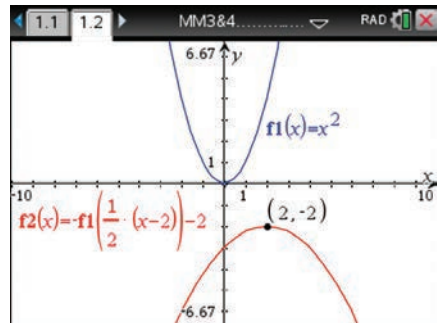 1.1 1.2 MM3&4............ RAD
6.67 y
f1(x)=x²
1
-10 1 10 x
f2(x)=-f1(1/2 · (x-2))-2
(2,-2)
-6.67